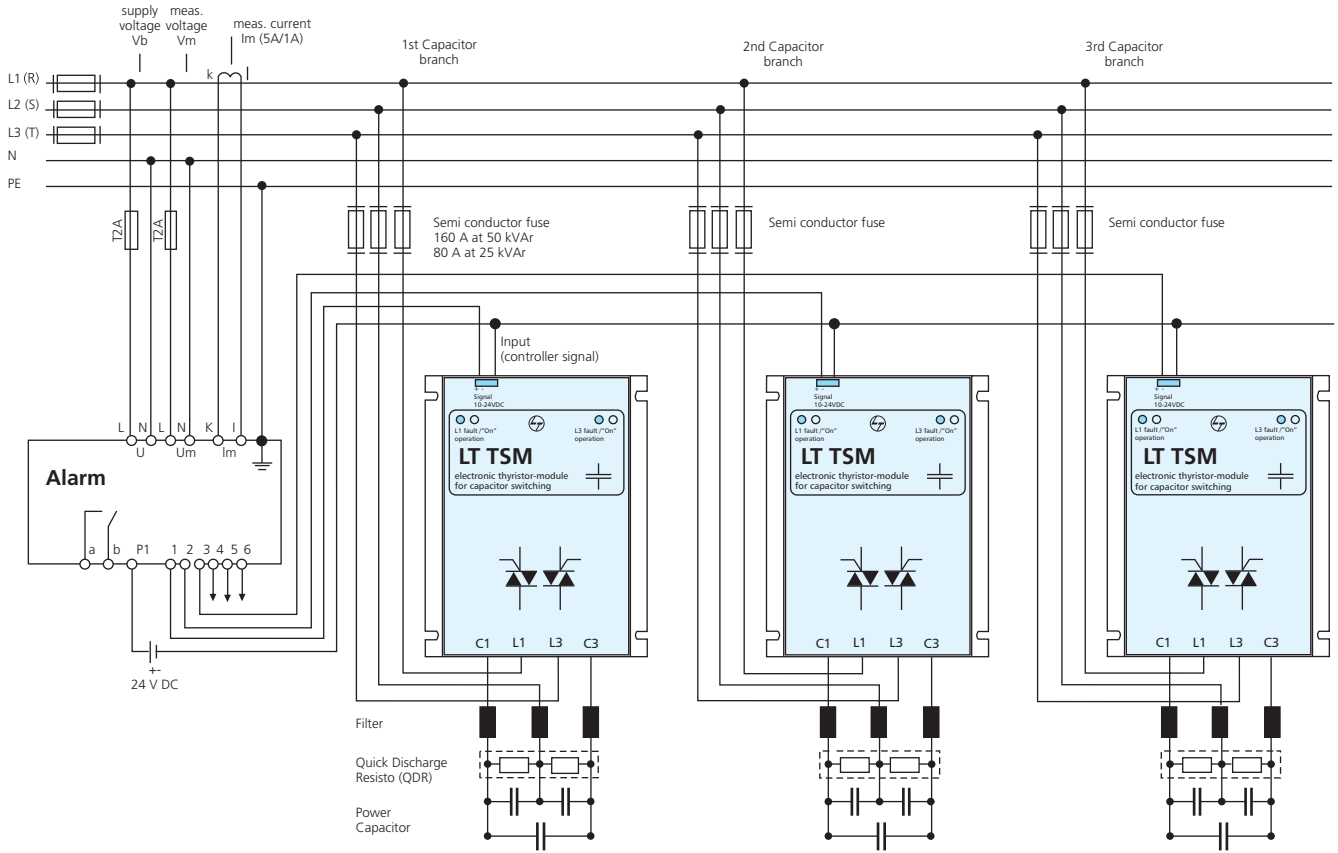 supply
voltage
Vb
meas.
voltage
Vm
meas. current
Im (5A/1A)
k
l
1st Capacitor
branch
2nd Capacitor
branch
3rd Capacitor
branch
L1 (R)
L2 (S)
L3 (T)
N
PE
T2A
T2A
Semi conductor fuse
160 A at 50 kVAr
80 A at 25 kVAr
Semi conductor fuse
Semi conductor fuse
Input
(controller signal)
L N L N K I
U Um Im
Alarm
a b P1 1 2 3 4 5 6
+-
24 V DC
+ -
Signal
10-24VDC
L1 fault /"On"
operation
L3 fault /"On"
operation
LT TSM
electronic thyristor-module
for capacitor switching
C1 L1 L3 C3
+ -
Signal
10-24VDC
L1 fault /"On"
operation
L3 fault /"On"
operation
LT TSM
electronic thyristor-module
for capacitor switching
C1 L1 L3 C3
+ -
Signal
10-24VDC
L1 fault /"On"
operation
L3 fault /"On"
operation
LT TSM
electronic thyristor-module
for capacitor switching
C1 L1 L3 C3
Filter
Quick Discharge
Resisto (QDR)
Power
Capacitor